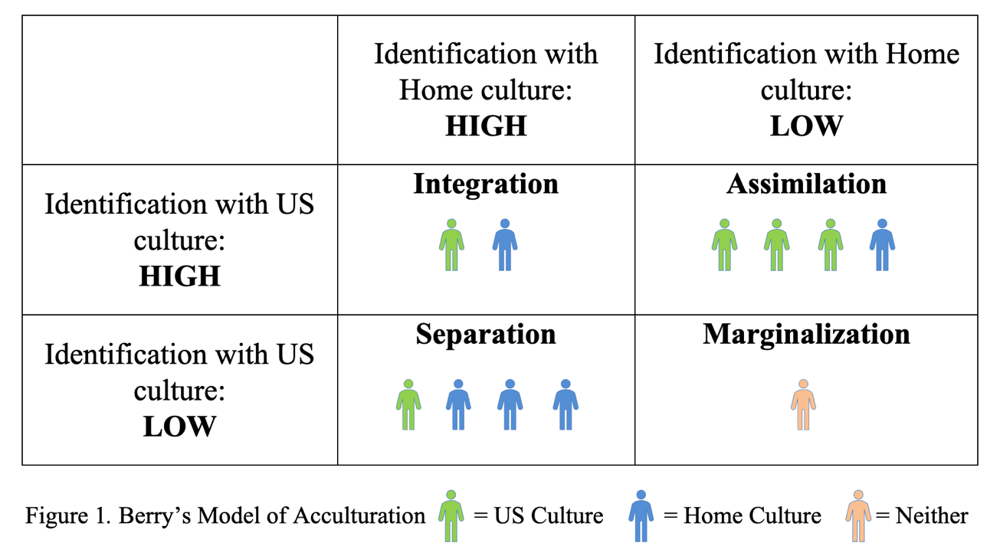 Identification with
Home culture:
HIGH
Identification with Home
culture:
LOW
Identification with US
culture:
HIGH
Integration
Assimilation
Identification with US
culture:
LOW
Separation
Marginalization
Figure 1. Berry’s Model of Acculturation = US Culture = Home Culture = Neither